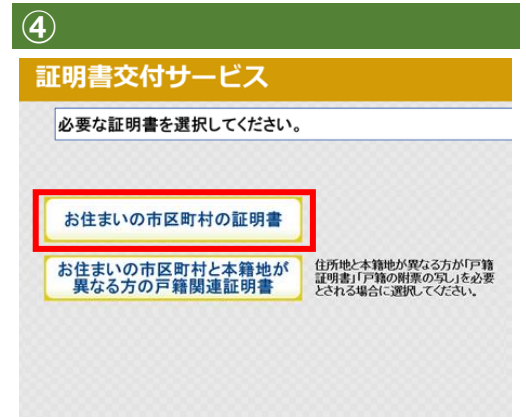 ④
証明書交付サービス
必要な証明書を選択してください。
お住まいの市区町村の証明書
お住まいの市区町村と本籍地が
異なる方の戸籍関連証明書
住所地と本籍地が異なる方が「戸籍
証明書」「戸籍の附票の写し」を必要
とされる場合に選択してください。